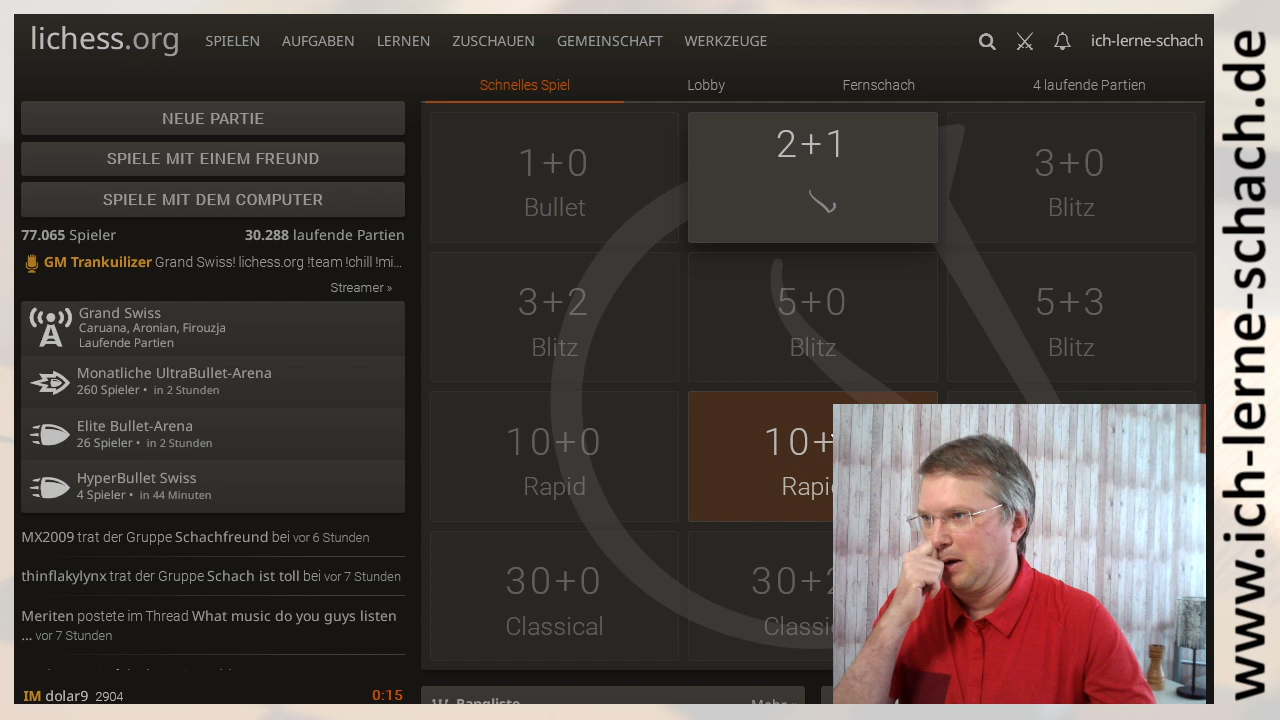 lichess.org
SPIELEN AUFGABEN LERNEN ZUSCHAUEN GEMEINSCHAFT WERKZEUGE
ich-lerne-schach
Schnelles Spiel Lobby Fernschach 4 laufende Partien
NEUE PARTIE
SPIELE MIT EINEM FREUND
SPIELE MIT DEM COMPUTER
77.065 Spieler 30.288 laufende Partien
GM Trankuilizer Grand Swiss! lichess.org !team !chill !mi...
Streamer »
Grand Swiss
Caruana, Aronian, Firouzja
Laufende Partien
Monatliche UltraBullet-Arena
260 Spieler • in 2 Stunden
Elite Bullet-Arena
26 Spieler • in 2 Stunden
HyperBullet Swiss
4 Spieler • in 44 Minuten
MX2009 trat der Gruppe Schachfreund bei vor 6 Stunden
thinflakylynx trat der Gruppe Schach ist toll bei vor 7 Stunden
Meriten postete im Thread What music do you guys listen
... vor 7 Stunden
IM dolar9 2904 0:15
1+0
Bullet
2+1
3+0
Blitz
3+2
Blitz
5+0
Blitz
5+3
Blitz
10+0
Rapid
10+
Rapi
30+0
Classical
30+2
Classi
Rangliste Mehr »
www.ich-lerne-schach.de